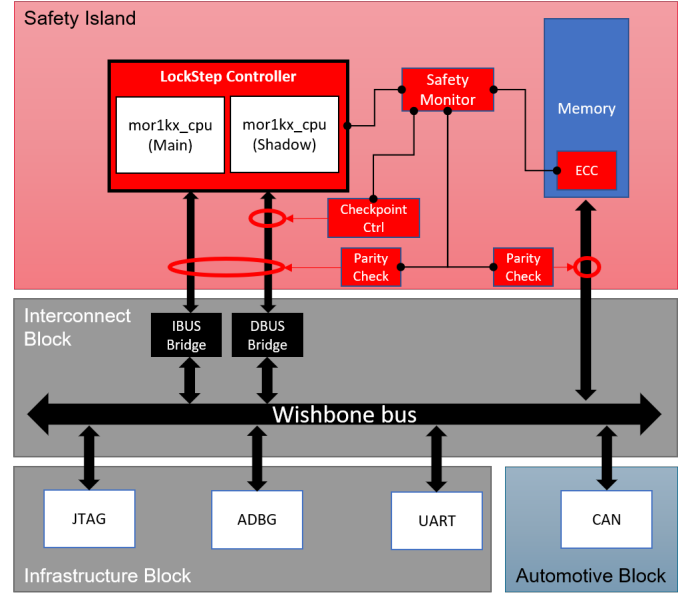 Safety Island
LockStep Controller
mor1kx_cpu
(Main)
mor1kx_cpu
(Shadow)
Safety
Monitor
Memory
ECC
Checkpoint
Ctrl
Parity
Check
Parity
Check
Interconnect
Block
IBUS
Bridge
DBUS
Bridge
Wishbone bus
JTAG
ADBG
UART
CAN
Infrastructure Block
Automotive Block